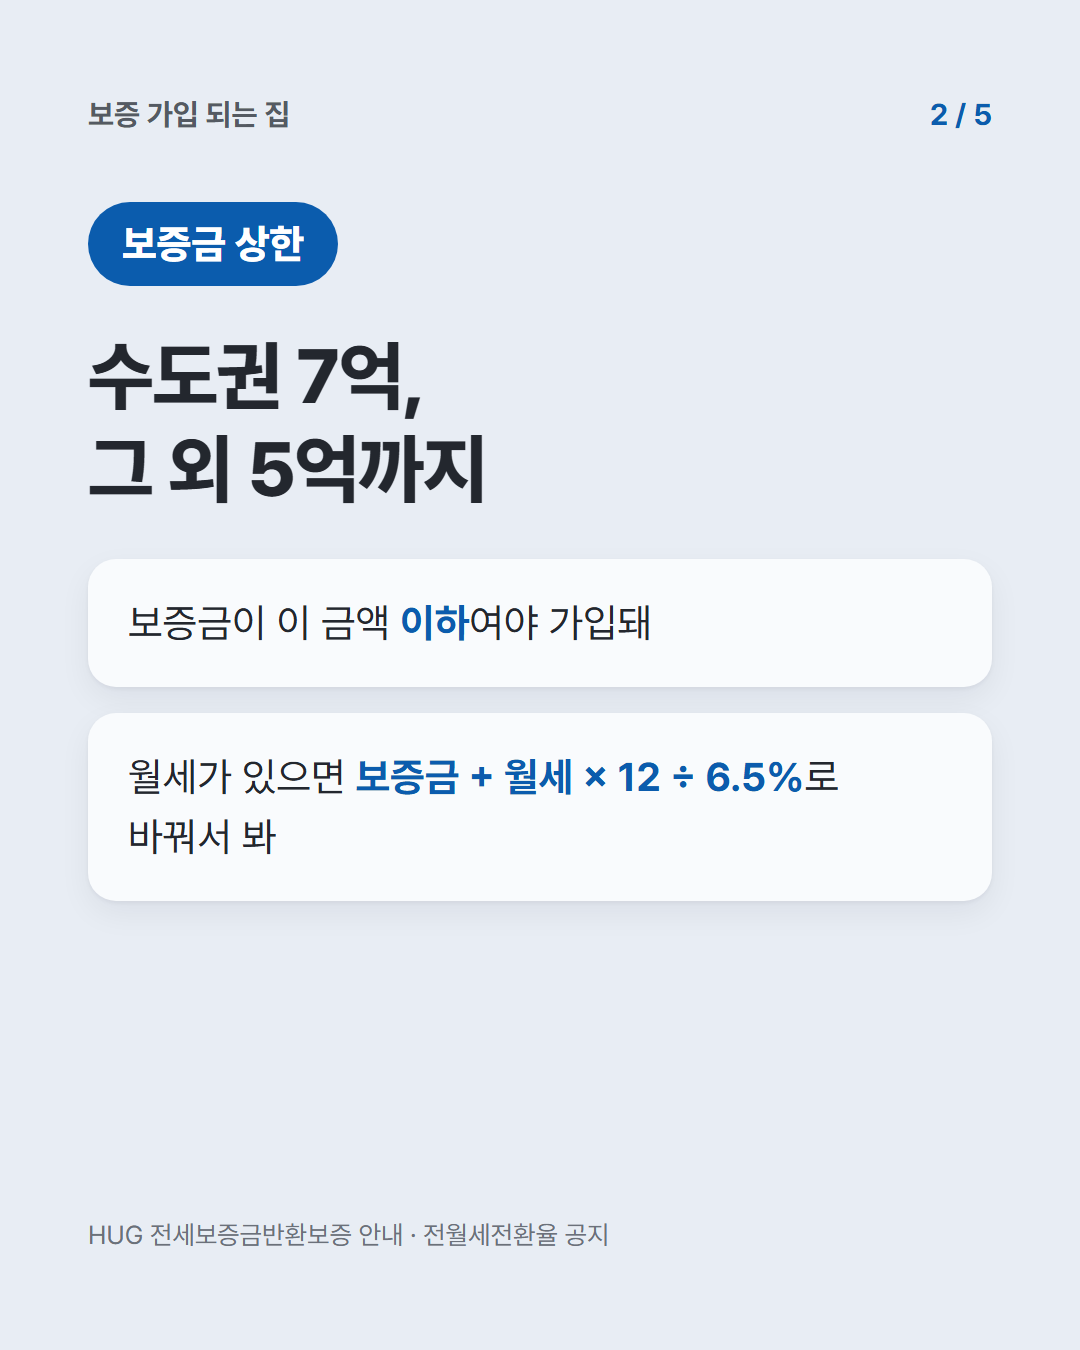 보증 가입 되는 집
2 / 5
보증금 상한
수도권 7억,
그 외 5억까지
보증금이 이 금액 이하여야 가입돼
월세가 있으면 보증금 + 월세 × 12 ÷ 6.5%로
바꿔서 봐
HUG 전세보증금반환보증 안내 · 전월세전환율 공지